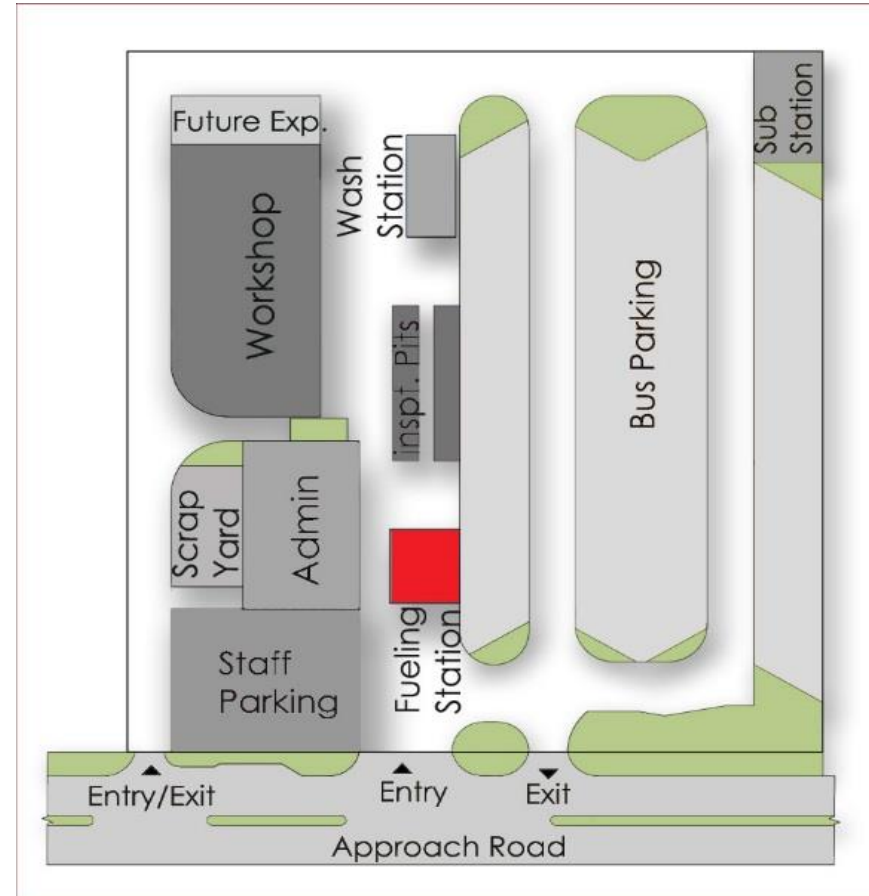 Future Exp.
Workshop
Wash
Station
Sub
Station
inspt. Pits
Bus Parking
Scrap
Yard
Admin
Staff
Parking
Fueling
Station
Entry/Exit
Entry
Exit
Approach Road